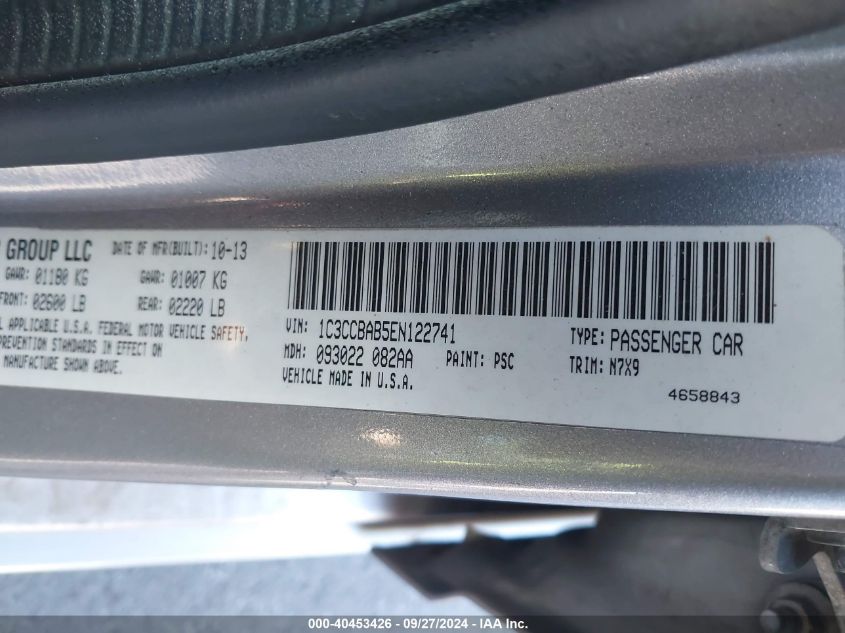 GROUP LLC DATE OF MFR(BUILT): 10-13
GAWR: 01180 KG GAWR: 01007 KG
FRONT: 02600 LB REAR: 02220 LB
APPLICABLE U.S.A. FEDERAL MOTOR VEHICLE SAFETY,
PREVENTION STANDARDS IN EFFECT ON
MANUFACTURE SHOWN ABOVE.
VIN: 1C3CCBAB5EN122741 TYPE: PASSENGER CAR
MDH: 093022 082AA PAINT: PSC TRIM: N7X9
VEHICLE MADE IN U.S.A. 4658843
000-40453426 - 09/27/2024 - IAA Inc.